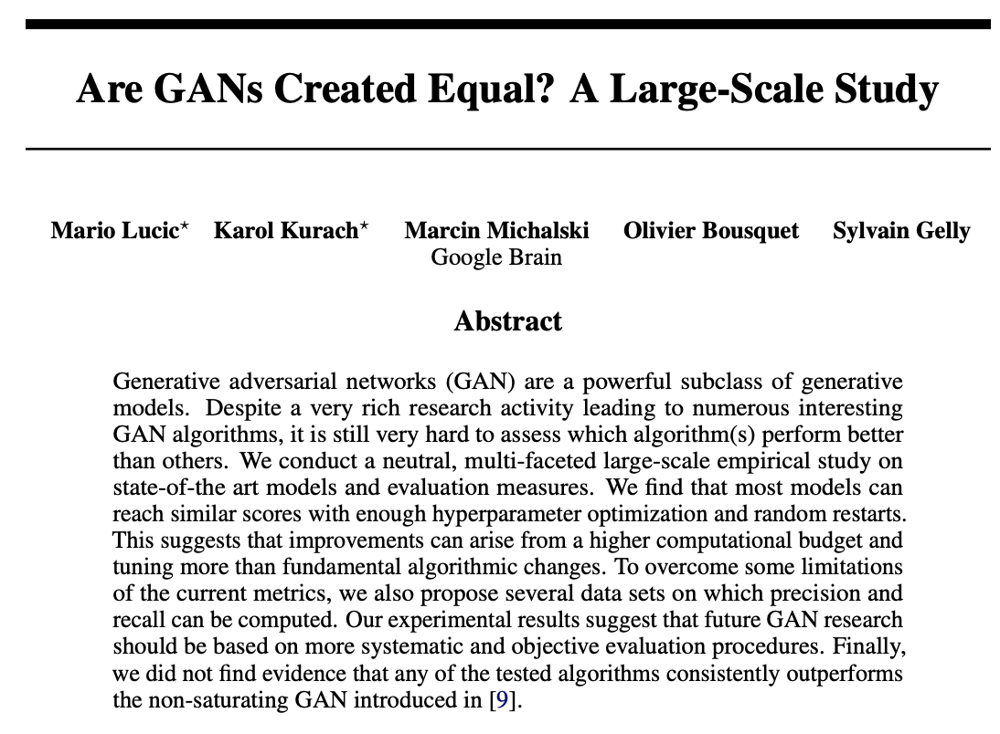 Are GANs Created Equal? A Large-Scale Study
Mario Lucic⋆ Karol Kurach⋆ Marcin Michalski Olivier Bousquet Sylvain Gelly
Google Brain
Abstract
Generative adversarial networks (GAN) are a powerful subclass of generative
models. Despite a very rich research activity leading to numerous interesting
GAN algorithms, it is still very hard to assess which algorithm(s) perform better
than others. We conduct a neutral, multi-faceted large-scale empirical study on
state-of-the art models and evaluation measures. We find that most models can
reach similar scores with enough hyperparameter optimization and random restarts.
This suggests that improvements can arise from a higher computational budget and
tuning more than fundamental algorithmic changes. To overcome some limitations
of the current metrics, we also propose several data sets on which precision and
recall can be computed. Our experimental results suggest that future GAN research
should be based on more systematic and objective evaluation procedures. Finally,
we did not find evidence that any of the tested algorithms consistently outperforms
the non-saturating GAN introduced in [9].